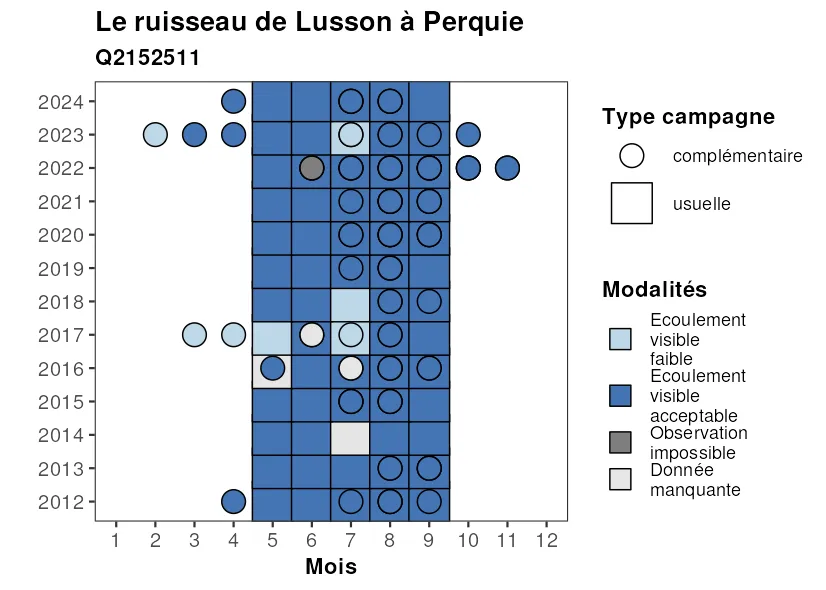 Le ruisseau de Lusson à Perquie
Q2152511
2024
2023
2022
2021
2020
2019
2018
2017
2016
2015
2014
2013
2012
1 2 3 4 5 6 7 8 9 10 11 12
Mois
Type campagne
complémentaire
usuelle
Modalités
Ecoulement
visible
faible
Ecoulement
visible
acceptable
Observation
impossible
Donnée
manquante